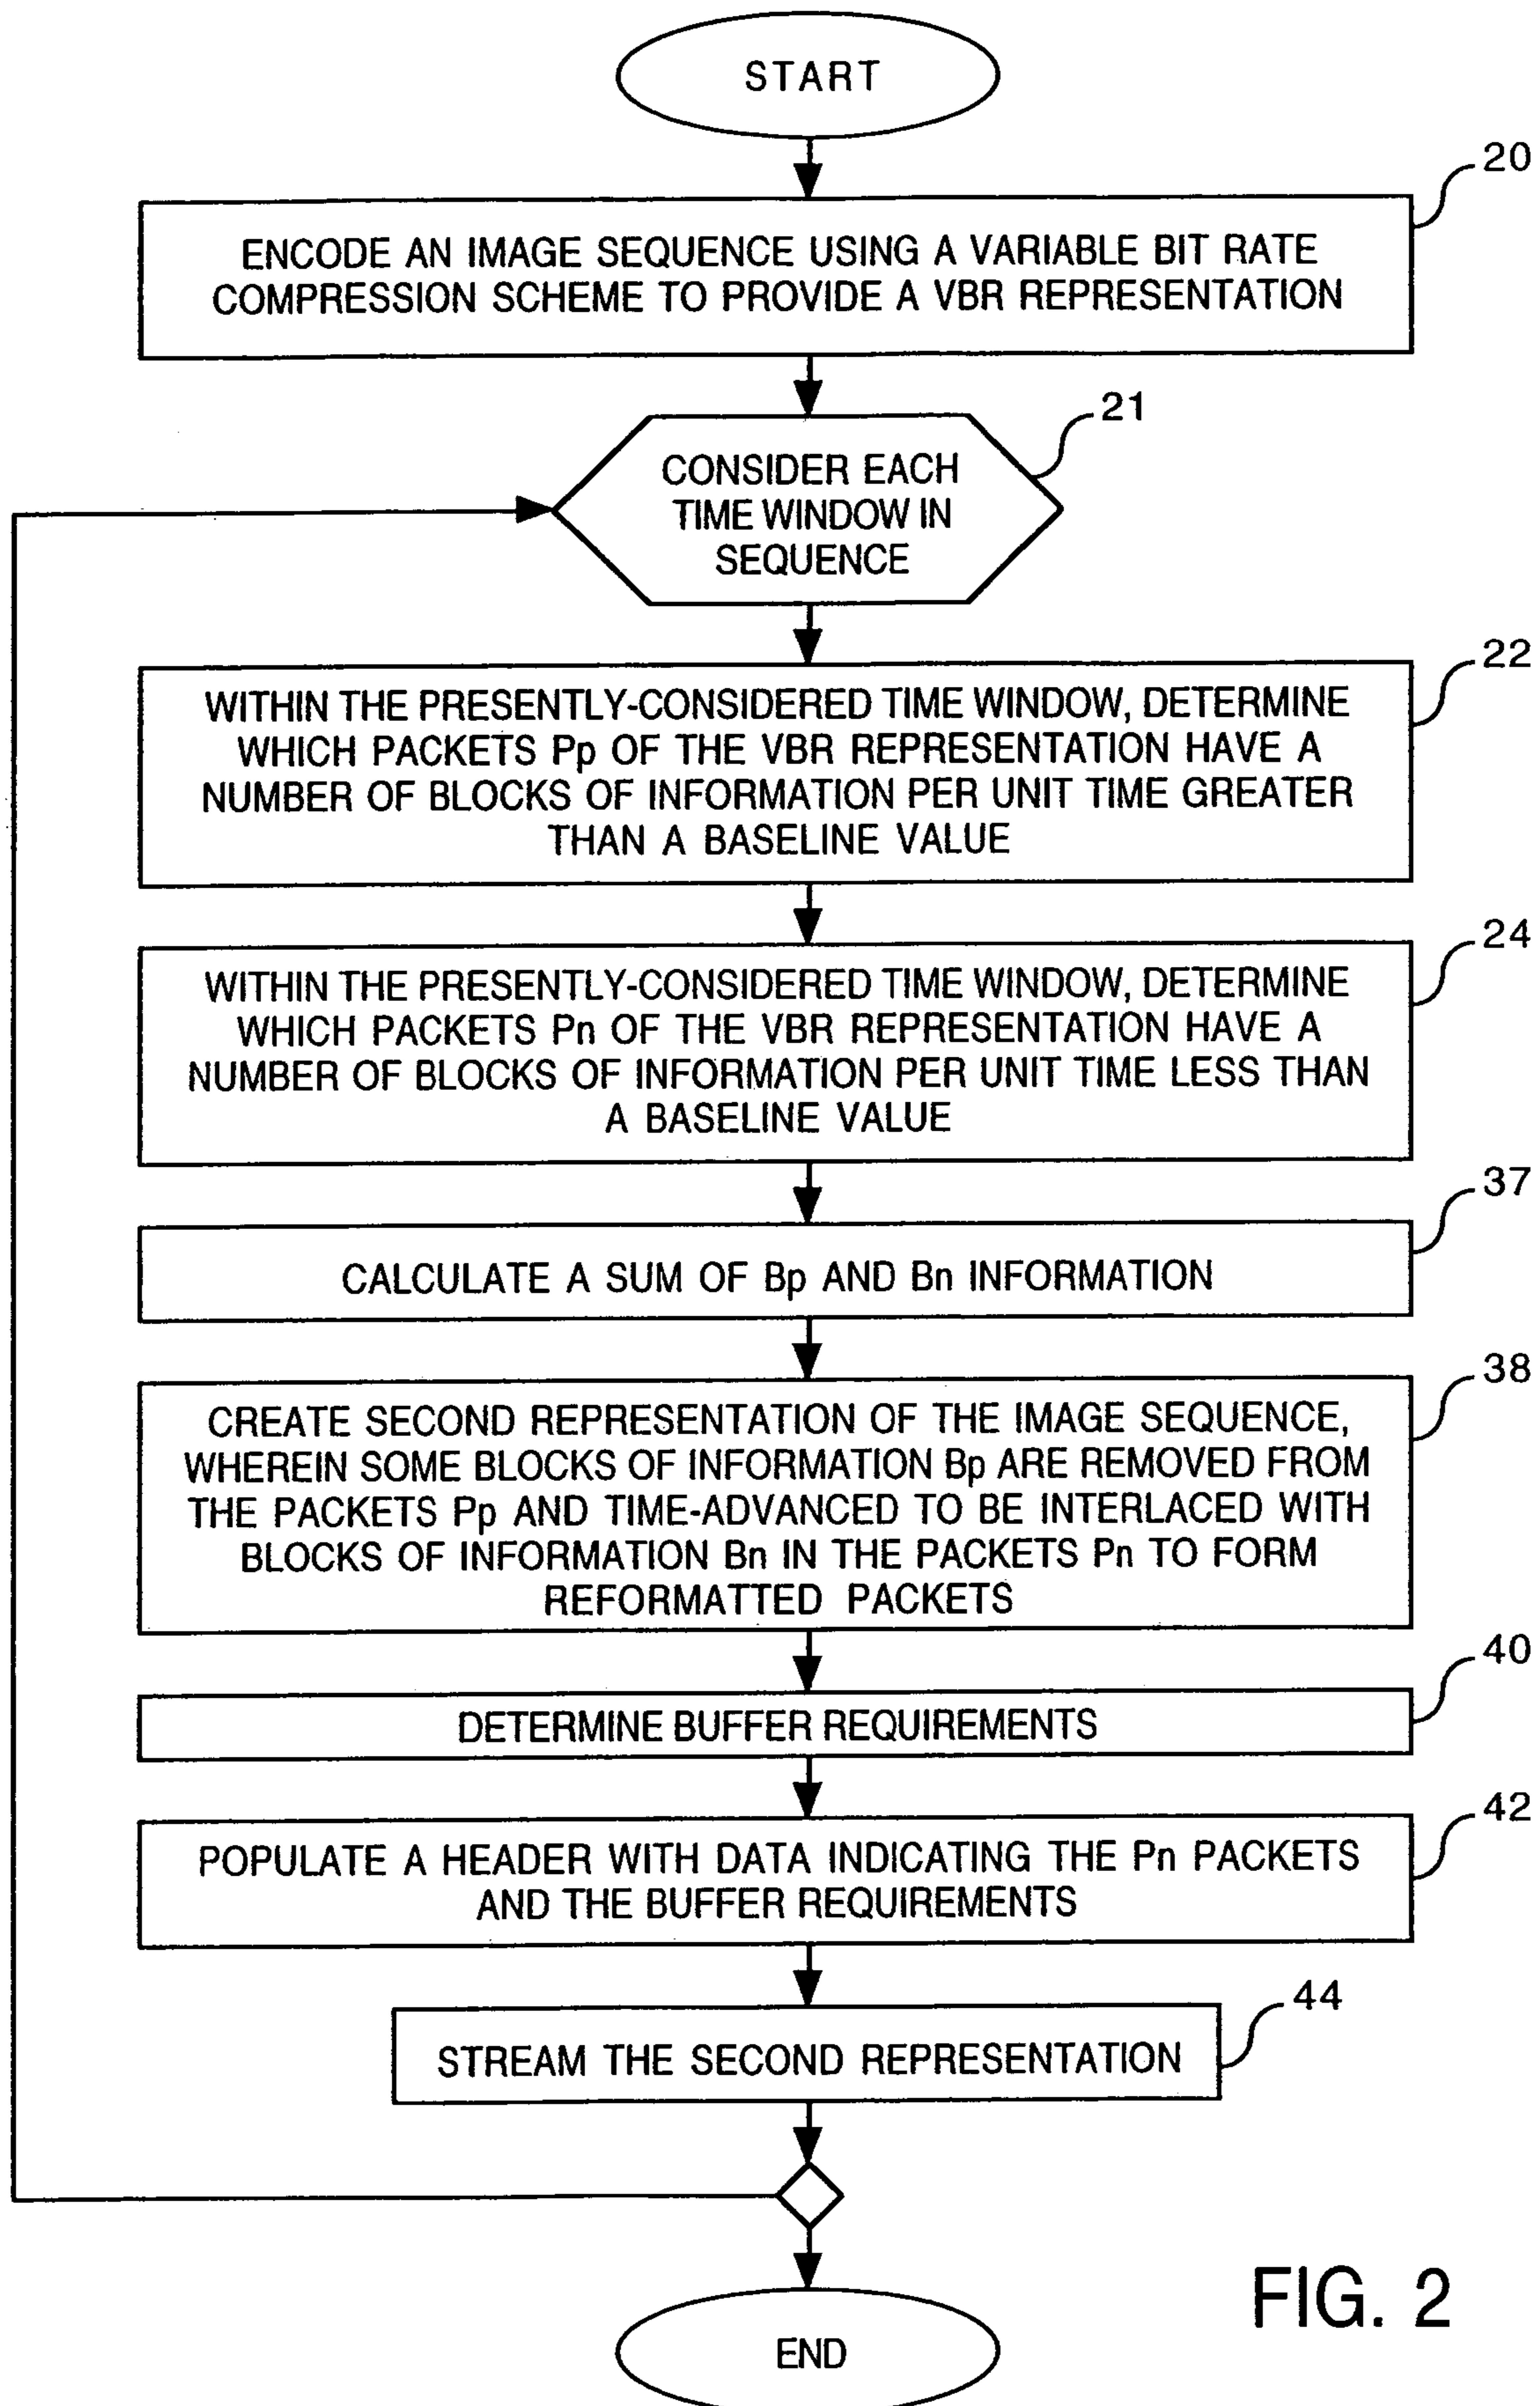 START
20
ENCODE AN IMAGE SEQUENCE USING A VARIABLE BIT RATE
COMPRESSION SCHEME TO PROVIDE A VBR REPRESENTATION
21
CONSIDER EACH
TIME WINDOW IN
SEQUENCE
22
WITHIN THE PRESENTLY-CONSIDERED TIME WINDOW, DETERMINE
WHICH PACKETS Pp OF THE VBR REPRESENTATION HAVE A
NUMBER OF BLOCKS OF INFORMATION PER UNIT TIME GREATER
THAN A BASELINE VALUE
24
WITHIN THE PRESENTLY-CONSIDERED TIME WINDOW, DETERMINE
WHICH PACKETS Pn OF THE VBR REPRESENTATION HAVE A
NUMBER OF BLOCKS OF INFORMATION PER UNIT TIME LESS THAN
A BASELINE VALUE
37
CALCULATE A SUM OF Bp AND Bn INFORMATION
38
CREATE SECOND REPRESENTATION OF THE IMAGE SEQUENCE,
WHEREIN SOME BLOCKS OF INFORMATION Bp ARE REMOVED FROM
THE PACKETS Pp AND TIME-ADVANCED TO BE INTERLACED WITH
BLOCKS OF INFORMATION Bn IN THE PACKETS Pn TO FORM
REFORMATTED PACKETS
40
DETERMINE BUFFER REQUIREMENTS
42
POPULATE A HEADER WITH DATA INDICATING THE Pn PACKETS
AND THE BUFFER REQUIREMENTS
44
STREAM THE SECOND REPRESENTATION
END
FIG. 2